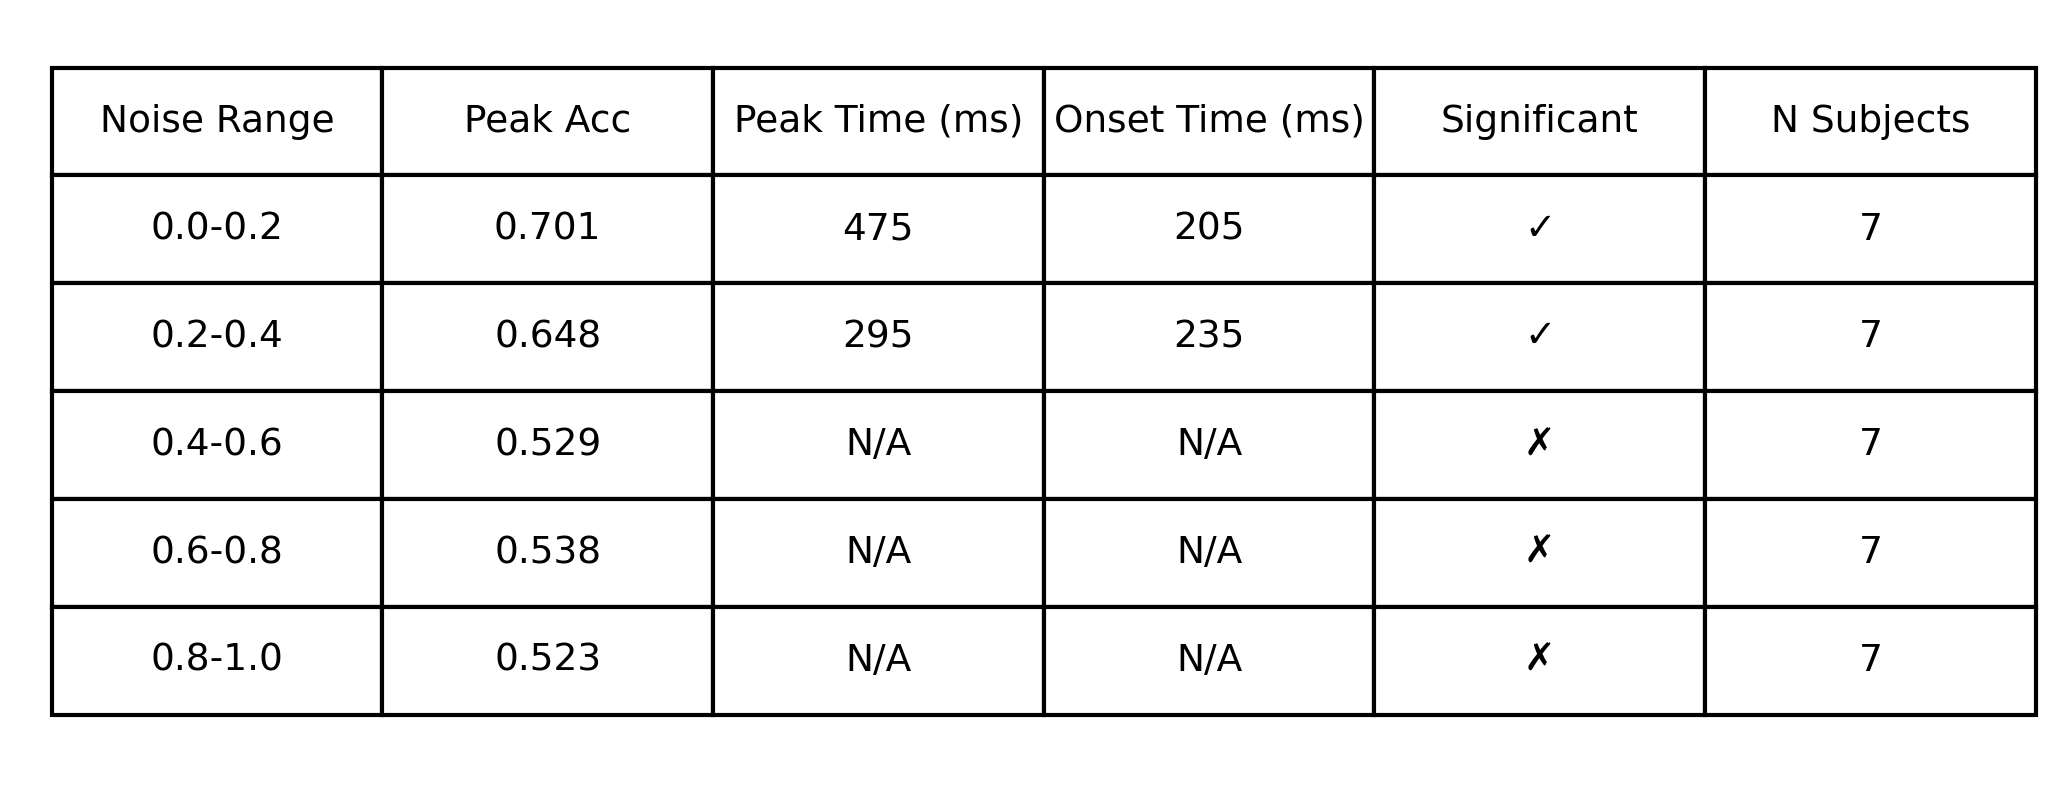 Noise Range Peak Acc Peak Time (ms) Onset Time (ms) Significant N Subjects
0.0-0.2 0.701 475 205 ✓ 7
0.2-0.4 0.648 295 235 ✓ 7
0.4-0.6 0.529 N/A N/A ✗ 7
0.6-0.8 0.538 N/A N/A ✗ 7
0.8-1.0 0.523 N/A N/A ✗ 7